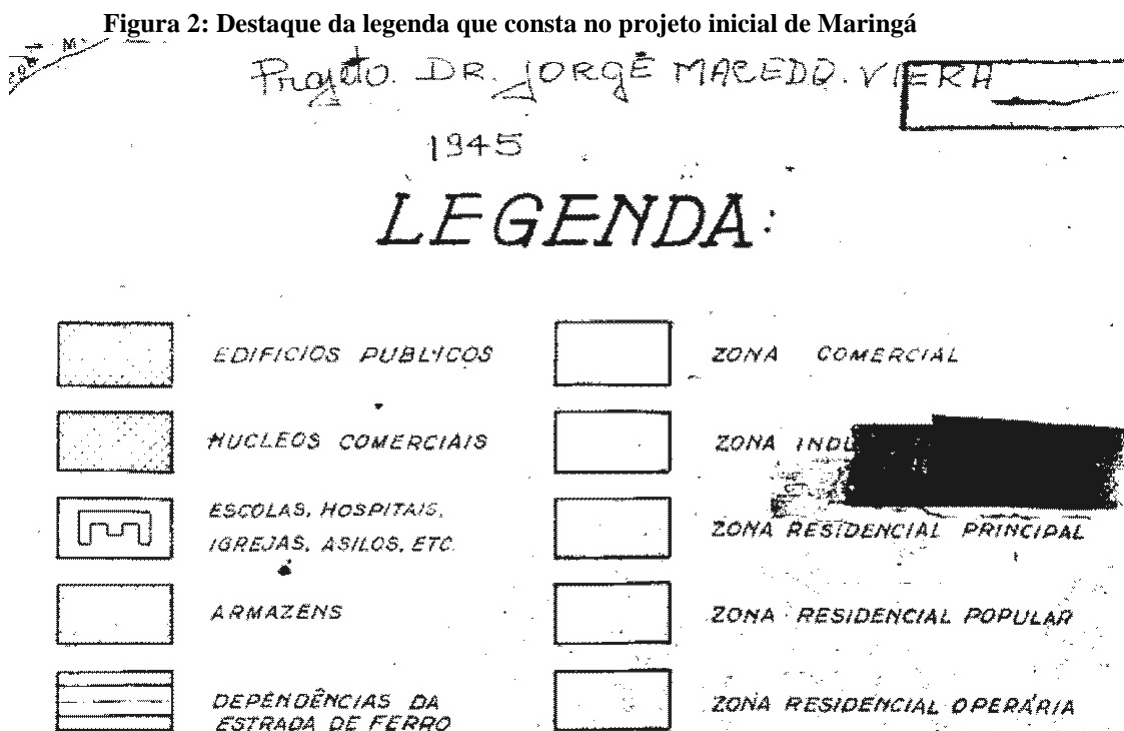 Figura 2: Destaque da legenda que consta no projeto inicial de Maringá
Projeto. DR. JORGE MACEDO. VIERA
1945
LEGENDA:
EDIFICIOS PUBLICOS
NUCLEOS COMERCIAIS
ESCOLAS, HOSPITAIS,
IGREJAS, ASILOS, ETC.
ARMAZENS
DEPENDÊNCIAS DA
ESTRADA DE FERRO
ZONA COMERCIAL
ZONA
ZONA RESIDENCIAL PRINCIPAL
ZONA RESIDENCIAL POPULAR
ZONA RESIDENCIAL OPERÁRIA